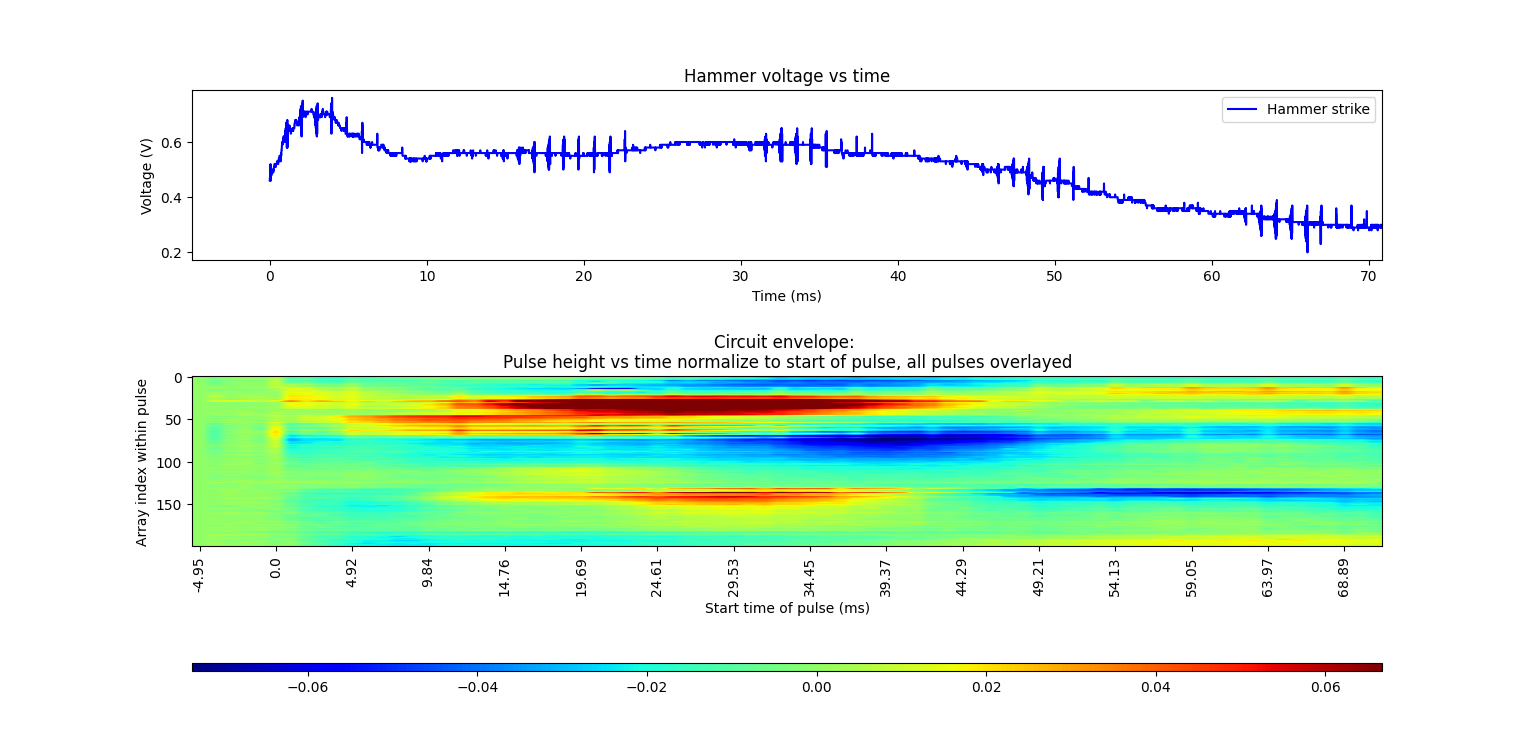 Hammer voltage vs time
Voltage (V)
0.6
0.4
0.2
Hammer strike
0 10 20 30 40 50 60 70
Time (ms)
Circuit envelope:
Pulse height vs time normalize to start of pulse, all pulses overlayed
Array index within pulse
0
50
100
150
-4.95 0.0 4.92 9.84 14.76 19.69 24.61 29.53 34.45 39.37 44.29 49.21 54.13 59.05 63.97 68.89
Start time of pulse (ms)
−0.06 −0.04 −0.02 0.00 0.02 0.04 0.06